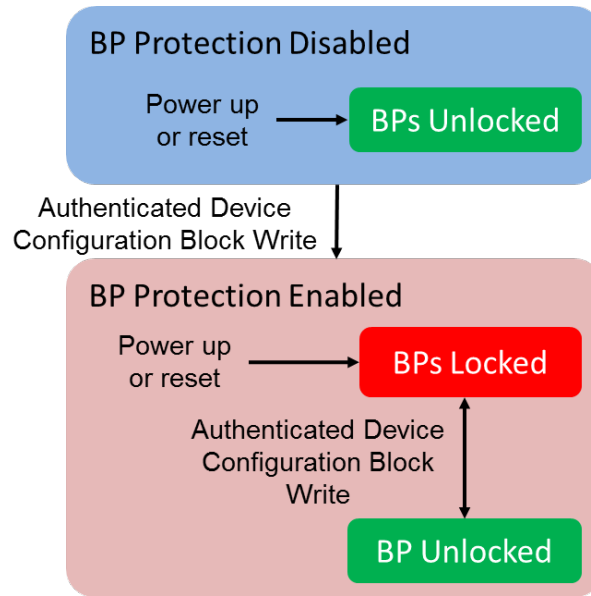 BP Protection Disabled
Power up
or reset
BPs Unlocked
Authenticated Device
Configuration Block Write
BP Protection Enabled
Power up
or reset
BPs Locked
Authenticated Device
Configuration Block
Write
BP Unlocked